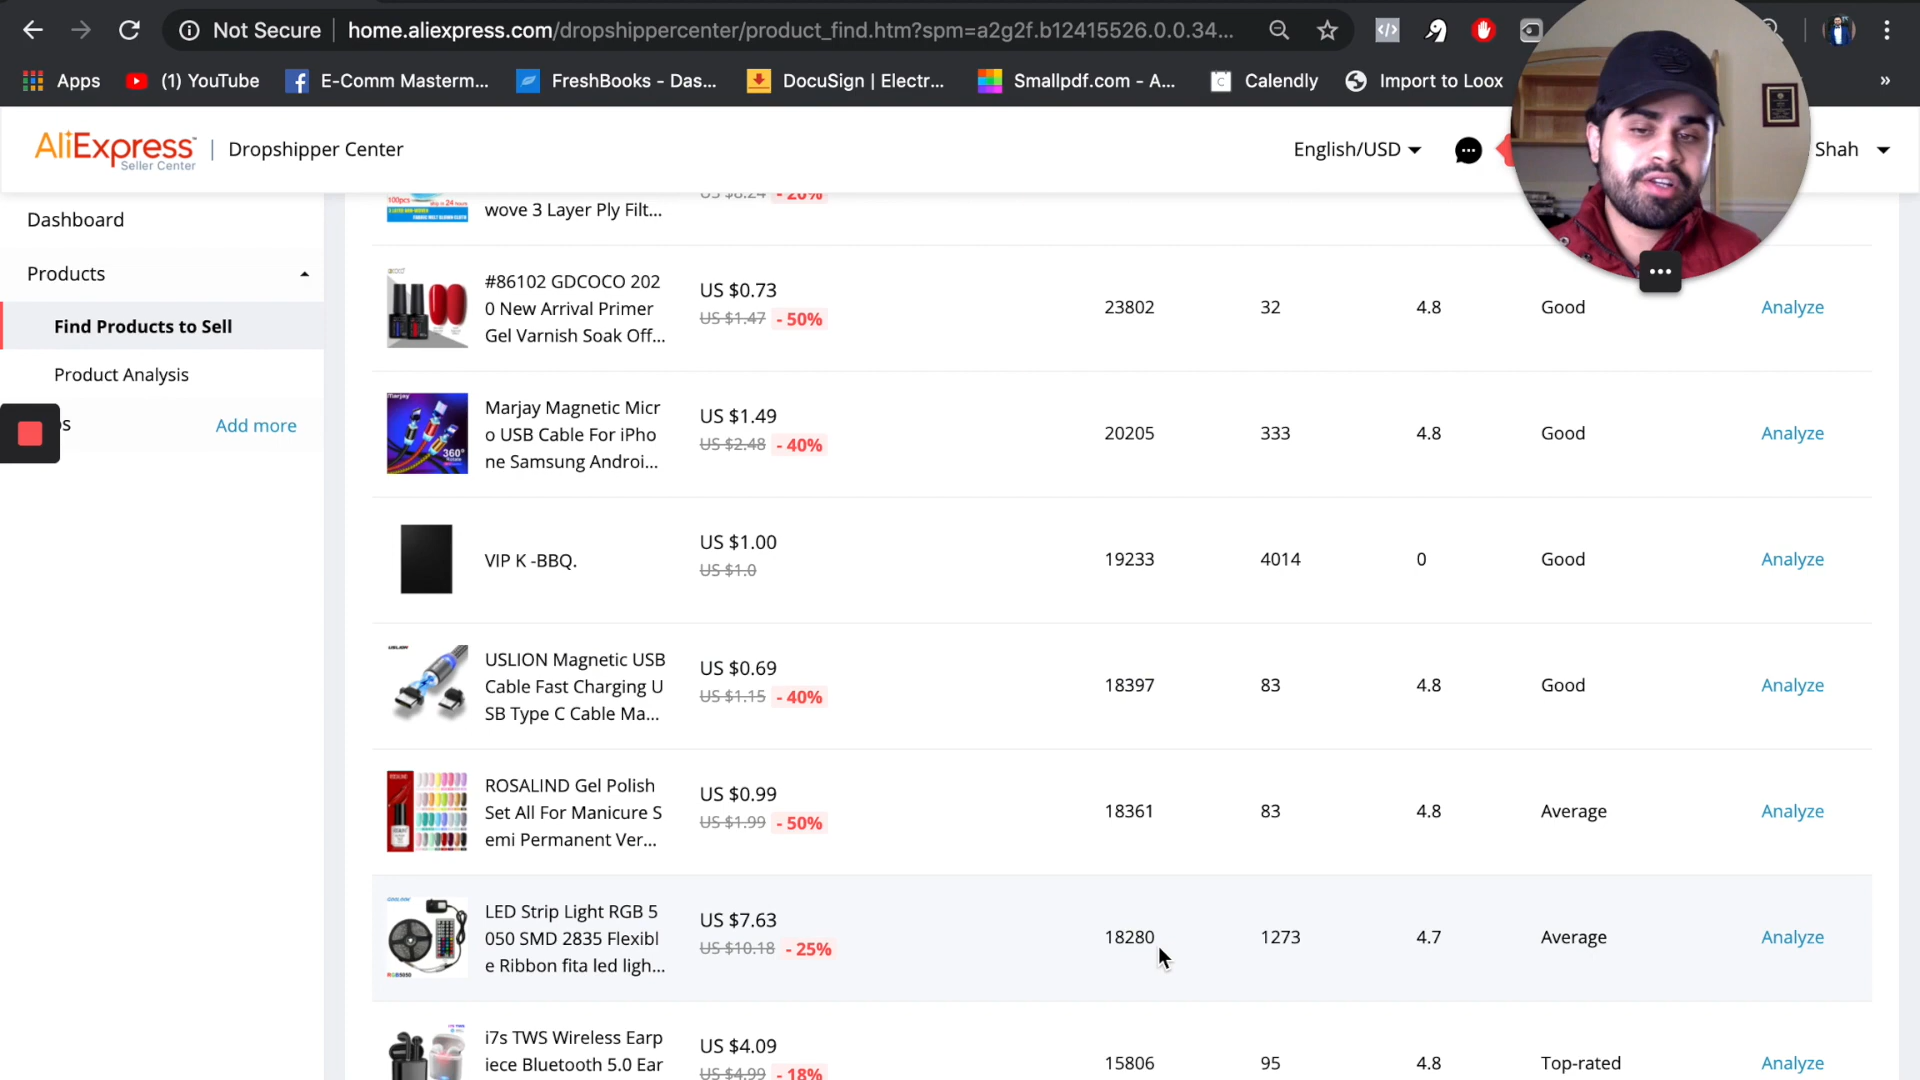 Not Secure home.aliexpress.com/dropshippercenter/product_find.htm?spm=a2g2f.b12415526.0.0.34...
Apps (1) YouTube E-Comm Masterm... FreshBooks - Das... DocuSign | Electr... Smallpdf.com - A... Calendly Import to Loox »
AliExpress™ Seller Center | Dropshipper Center English/USD Shah
Dashboard
Products
Find Products to Sell
Product Analysis
Add more
100pcs
wove 3 Layer Ply Filt...
US $8.24 - 20%
#86102 GDCOCO 202
0 New Arrival Primer
Gel Varnish Soak Off...
US $0.73
US $1.47 - 50%
23802 32 4.8 Good Analyze
Marjay
360°
Marjay Magnetic Micr
o USB Cable For iPho
ne Samsung Androi...
US $1.49
US $2.48 - 40%
20205 333 4.8 Good Analyze
VIP K -BBQ.
US $1.00
US $1.0
19233 4014 0 Good Analyze
USLION
USLION Magnetic USB
Cable Fast Charging U
SB Type C Cable Ma...
US $0.69
US $1.15 - 40%
18397 83 4.8 Good Analyze
ROSALIND Gel Polish
Set All For Manicure S
emi Permanent Ver...
US $0.99
US $1.99 - 50%
18361 83 4.8 Average Analyze
LED Strip Light RGB 5
050 SMD 2835 Flexibl
e Ribbon fita led ligh...
US $7.63
US $10.18 - 25%
18280 1273 4.7 Average Analyze
i7s TWS Wireless Earp
iece Bluetooth 5.0 Ear
US $4.09
US $4.99 - 18%
15806 95 4.8 Top-rated Analyze